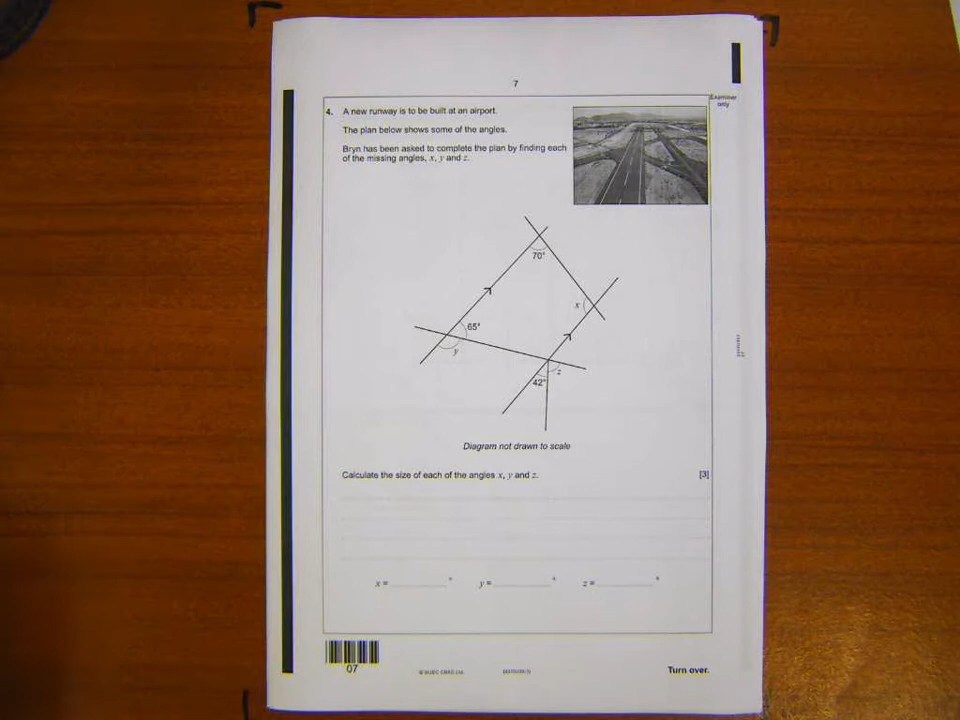 7
Examiner
only
4. A new runway is to be built at an airport.
The plan below shows some of the angles.
Bryn has been asked to complete the plan by finding each
of the missing angles, x, y and z.
70°
x
65°
y
z
42°
Diagram not drawn to scale
Calculate the size of each of the angles x, y and z.
[3]
x = ° y = ° z = °
07
© WJEC CBAC Ltd.
Turn over.